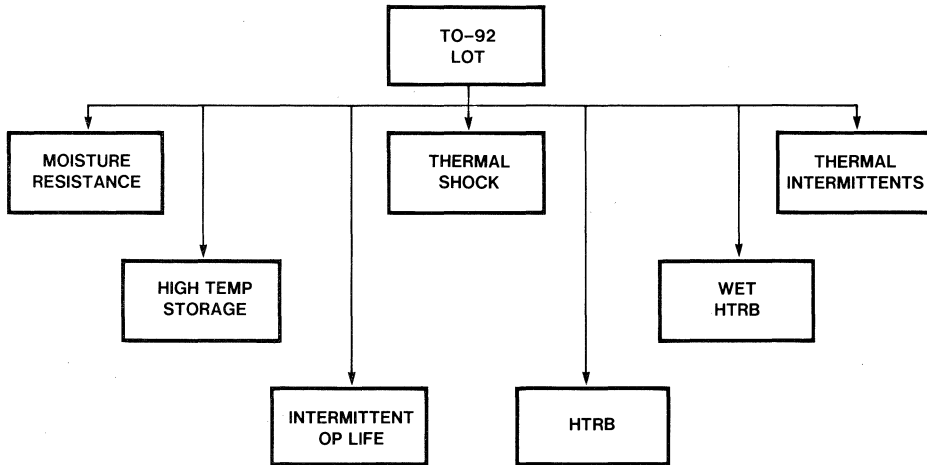 TO-92
LOT
MOISTURE
RESISTANCE
THERMAL
SHOCK
THERMAL
INTERMITTENTS
HIGH TEMP
STORAGE
WET
HTRB
INTERMITTENT
OP LIFE
HTRB